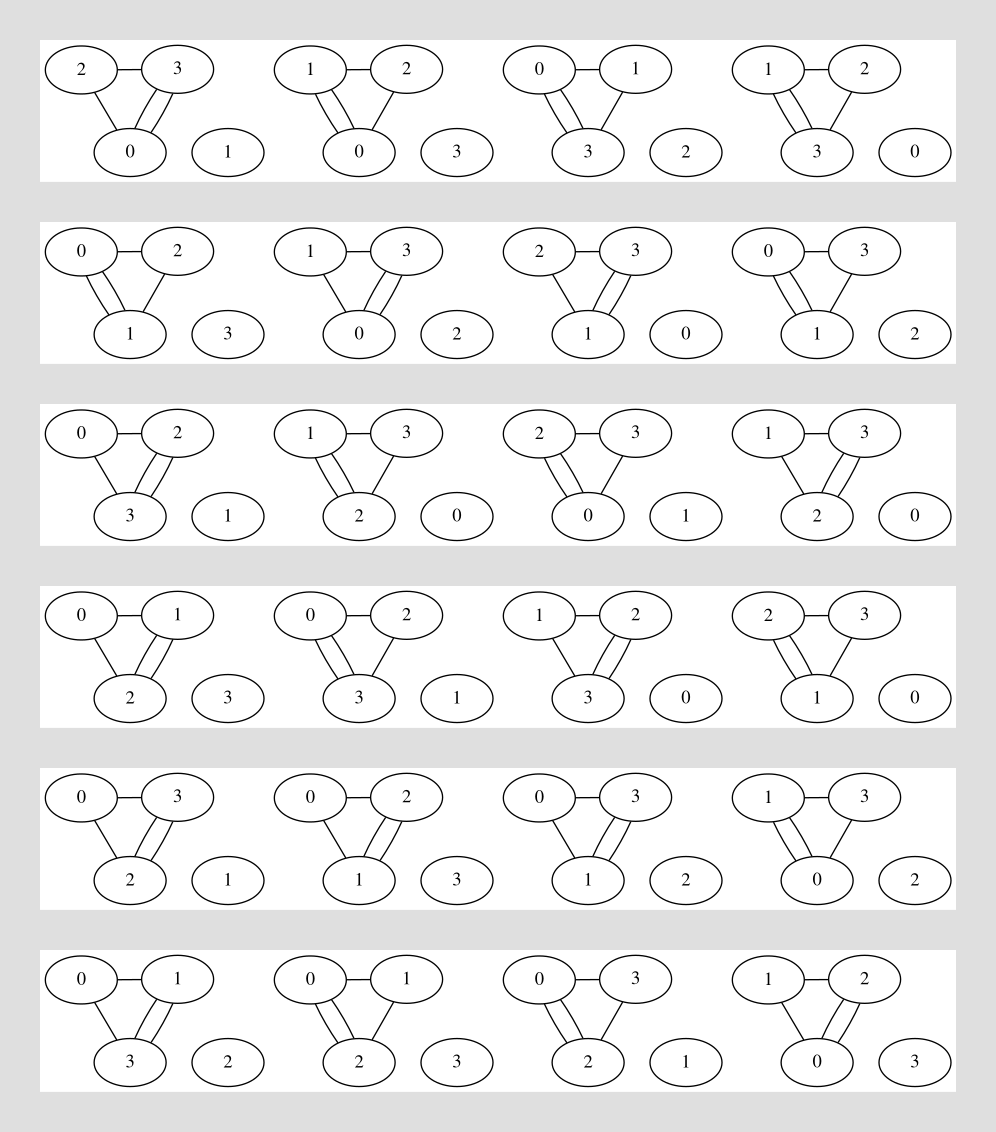 2 3 1 2 0 1 1 2
0 1 0 3 3 2 3 0
0 2 1 3 2 3 0 3
1 3 0 2 1 0 1 2
0 2 1 3 2 3 1 3
3 1 2 0 0 1 2 0
0 1 0 2 1 2 2 3
2 3 3 1 3 0 1 0
0 3 0 2 0 3 1 3
2 1 1 3 1 2 0 2
0 1 0 1 0 3 1 2
3 2 2 3 2 1 0 3